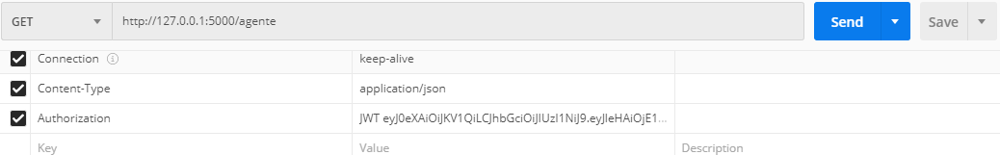 GET http://127.0.0.1:5000/agente Send Save
Connection keep-alive
Content-Type application/json
Authorization JWT eyJ0eXAiOiJKV1QiLCJhbGciOiJIUzI1NiJ9.eyJleHAiOjE1...
Key Value Description